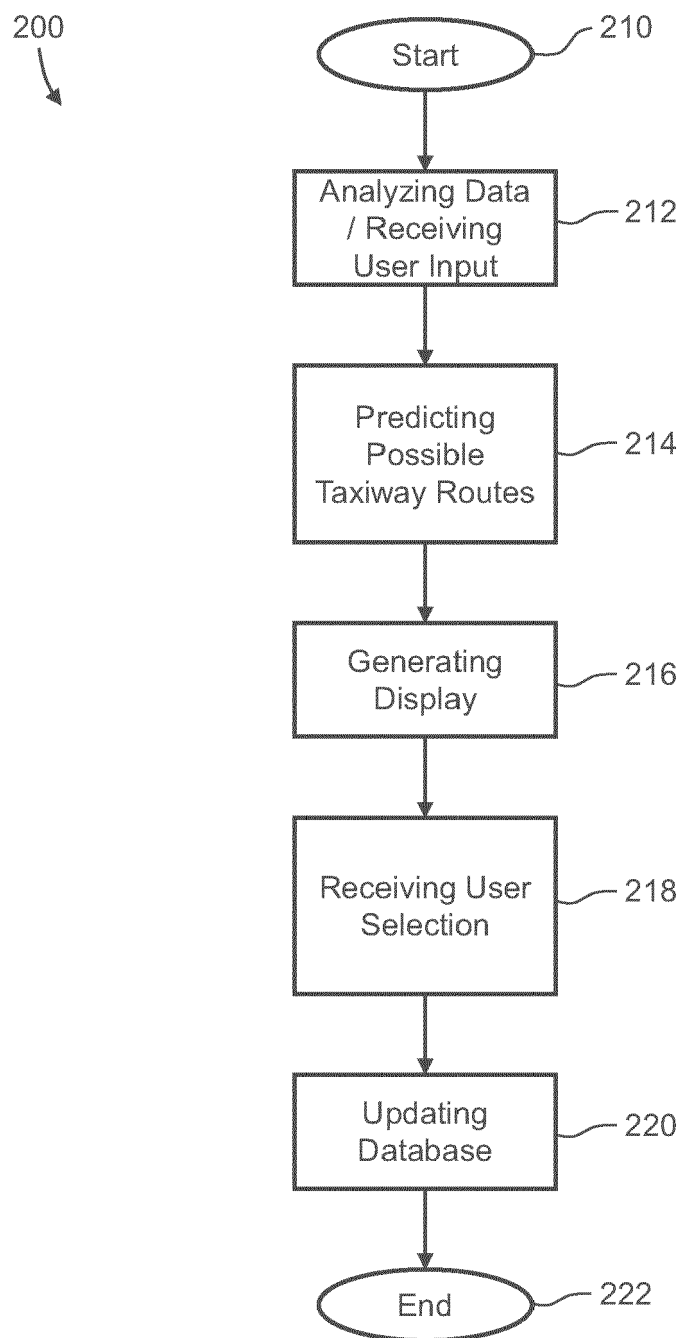 200
Start
210
Analyzing Data
/ Receiving
User Input
212
Predicting
Possible
Taxiway Routes
214
Generating
Display
216
Receiving User
Selection
218
Updating
Database
220
End
222